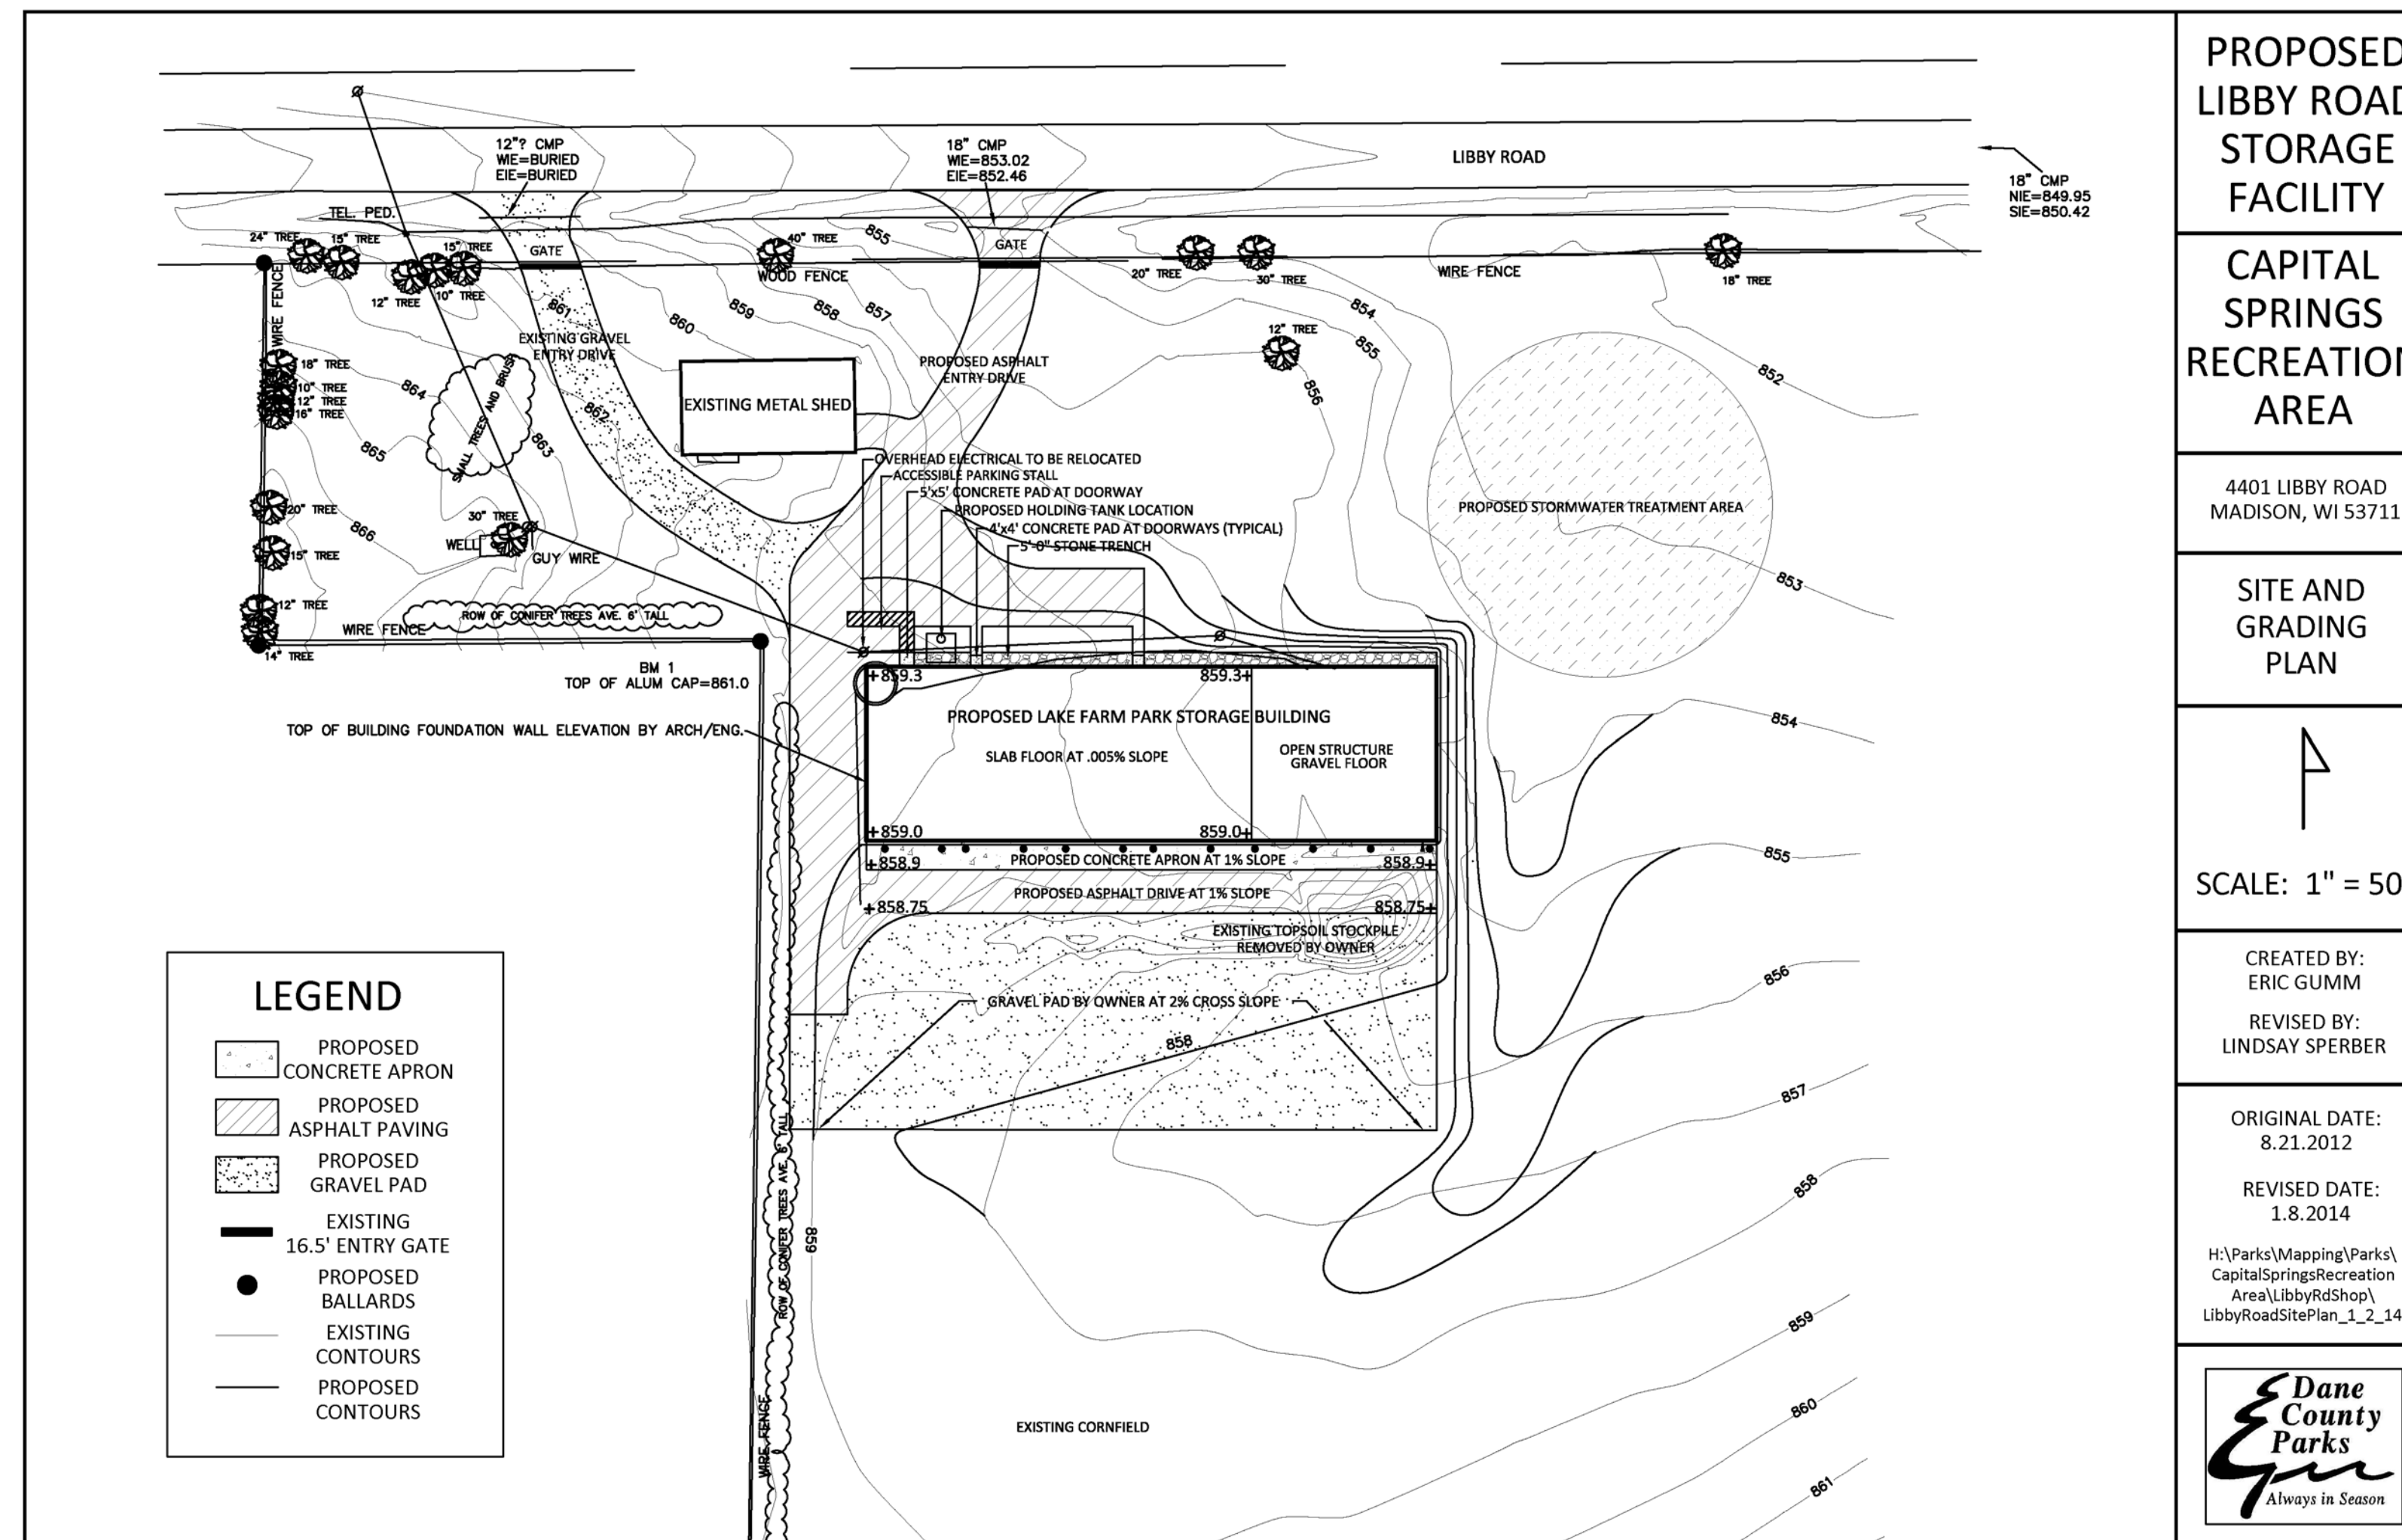 12"? CMP
WIE=BURIED
EIE=BURIED
18" CMP
WIE=853.02
EIE=852.46
LIBBY ROAD
18" CMP
NIE=849.95
SIE=850.42
TEL. PED.
24" TREE
15" TREE
15" TREE
GATE
40" TREE
855
GATE
WIRE FENCE
12" TREE
10" TREE
WOOD FENCE
20" TREE
30" TREE
WIRE FENCE
18" TREE
861
860
859
858
857
854
855
12" TREE
856
852
EXISTING GRAVEL
ENTRY DRIVE
PROPOSED ASPHALT
ENTRY DRIVE
18" TREE
10" TREE
12" TREE
16" TREE
864
SMALL TREES AND BRUSH
862
863
865
EXISTING METAL SHED
OVERHEAD ELECTRICAL TO BE RELOCATED
ACCESSIBLE PARKING STALL
5'x5' CONCRETE PAD AT DOORWAY
PROPOSED HOLDING TANK LOCATION
4'x4' CONCRETE PAD AT DOORWAYS (TYPICAL)
5'-0" STONE TRENCH
PROPOSED STORMWATER TREATMENT AREA
20" TREE
866
30" TREE
WELL
GUY WIRE
15" TREE
853
12" TREE
ROW OF CONIFER TREES AVE. 6' TALL
WIRE FENCE
14" TREE
BM 1
TOP OF ALUM CAP=861.0
859.3
859.3
PROPOSED LAKE FARM PARK STORAGE BUILDING
854
TOP OF BUILDING FOUNDATION WALL ELEVATION BY ARCH/ENG.
SLAB FLOOR AT .005% SLOPE
OPEN STRUCTURE
GRAVEL FLOOR
859.0
859.0
858.9
PROPOSED CONCRETE APRON AT 1% SLOPE
858.9
855
PROPOSED ASPHALT DRIVE AT 1% SLOPE
858.75
858.75
EXISTING TOPSOIL STOCKPILE
REMOVED BY OWNER
856
GRAVEL PAD BY OWNER AT 2% CROSS SLOPE
858
857
ROW OF CONIFER TREES AVE. 6' TALL
858
859
859
860
WIRE FENCE
EXISTING CORNFIELD
861
LEGEND
PROPOSED
CONCRETE APRON
PROPOSED
ASPHALT PAVING
PROPOSED
GRAVEL PAD
EXISTING
16.5' ENTRY GATE
PROPOSED
BALLARDS
EXISTING
CONTOURS
PROPOSED
CONTOURS
PROPOSED
LIBBY ROAD
STORAGE
FACILITY
CAPITAL
SPRINGS
RECREATION
AREA
4401 LIBBY ROAD
MADISON, WI 53711
SITE AND
GRADING
PLAN
SCALE: 1" = 50
CREATED BY:
ERIC GUMM
REVISED BY:
LINDSAY SPERBER
ORIGINAL DATE:
8.21.2012
REVISED DATE:
1.8.2014
H:\Parks\Mapping\Parks\
CapitalSpringsRecreation
Area\LibbyRdShop\
LibbyRoadSitePlan_1_2_14
Dane
County
Parks
Always in Season